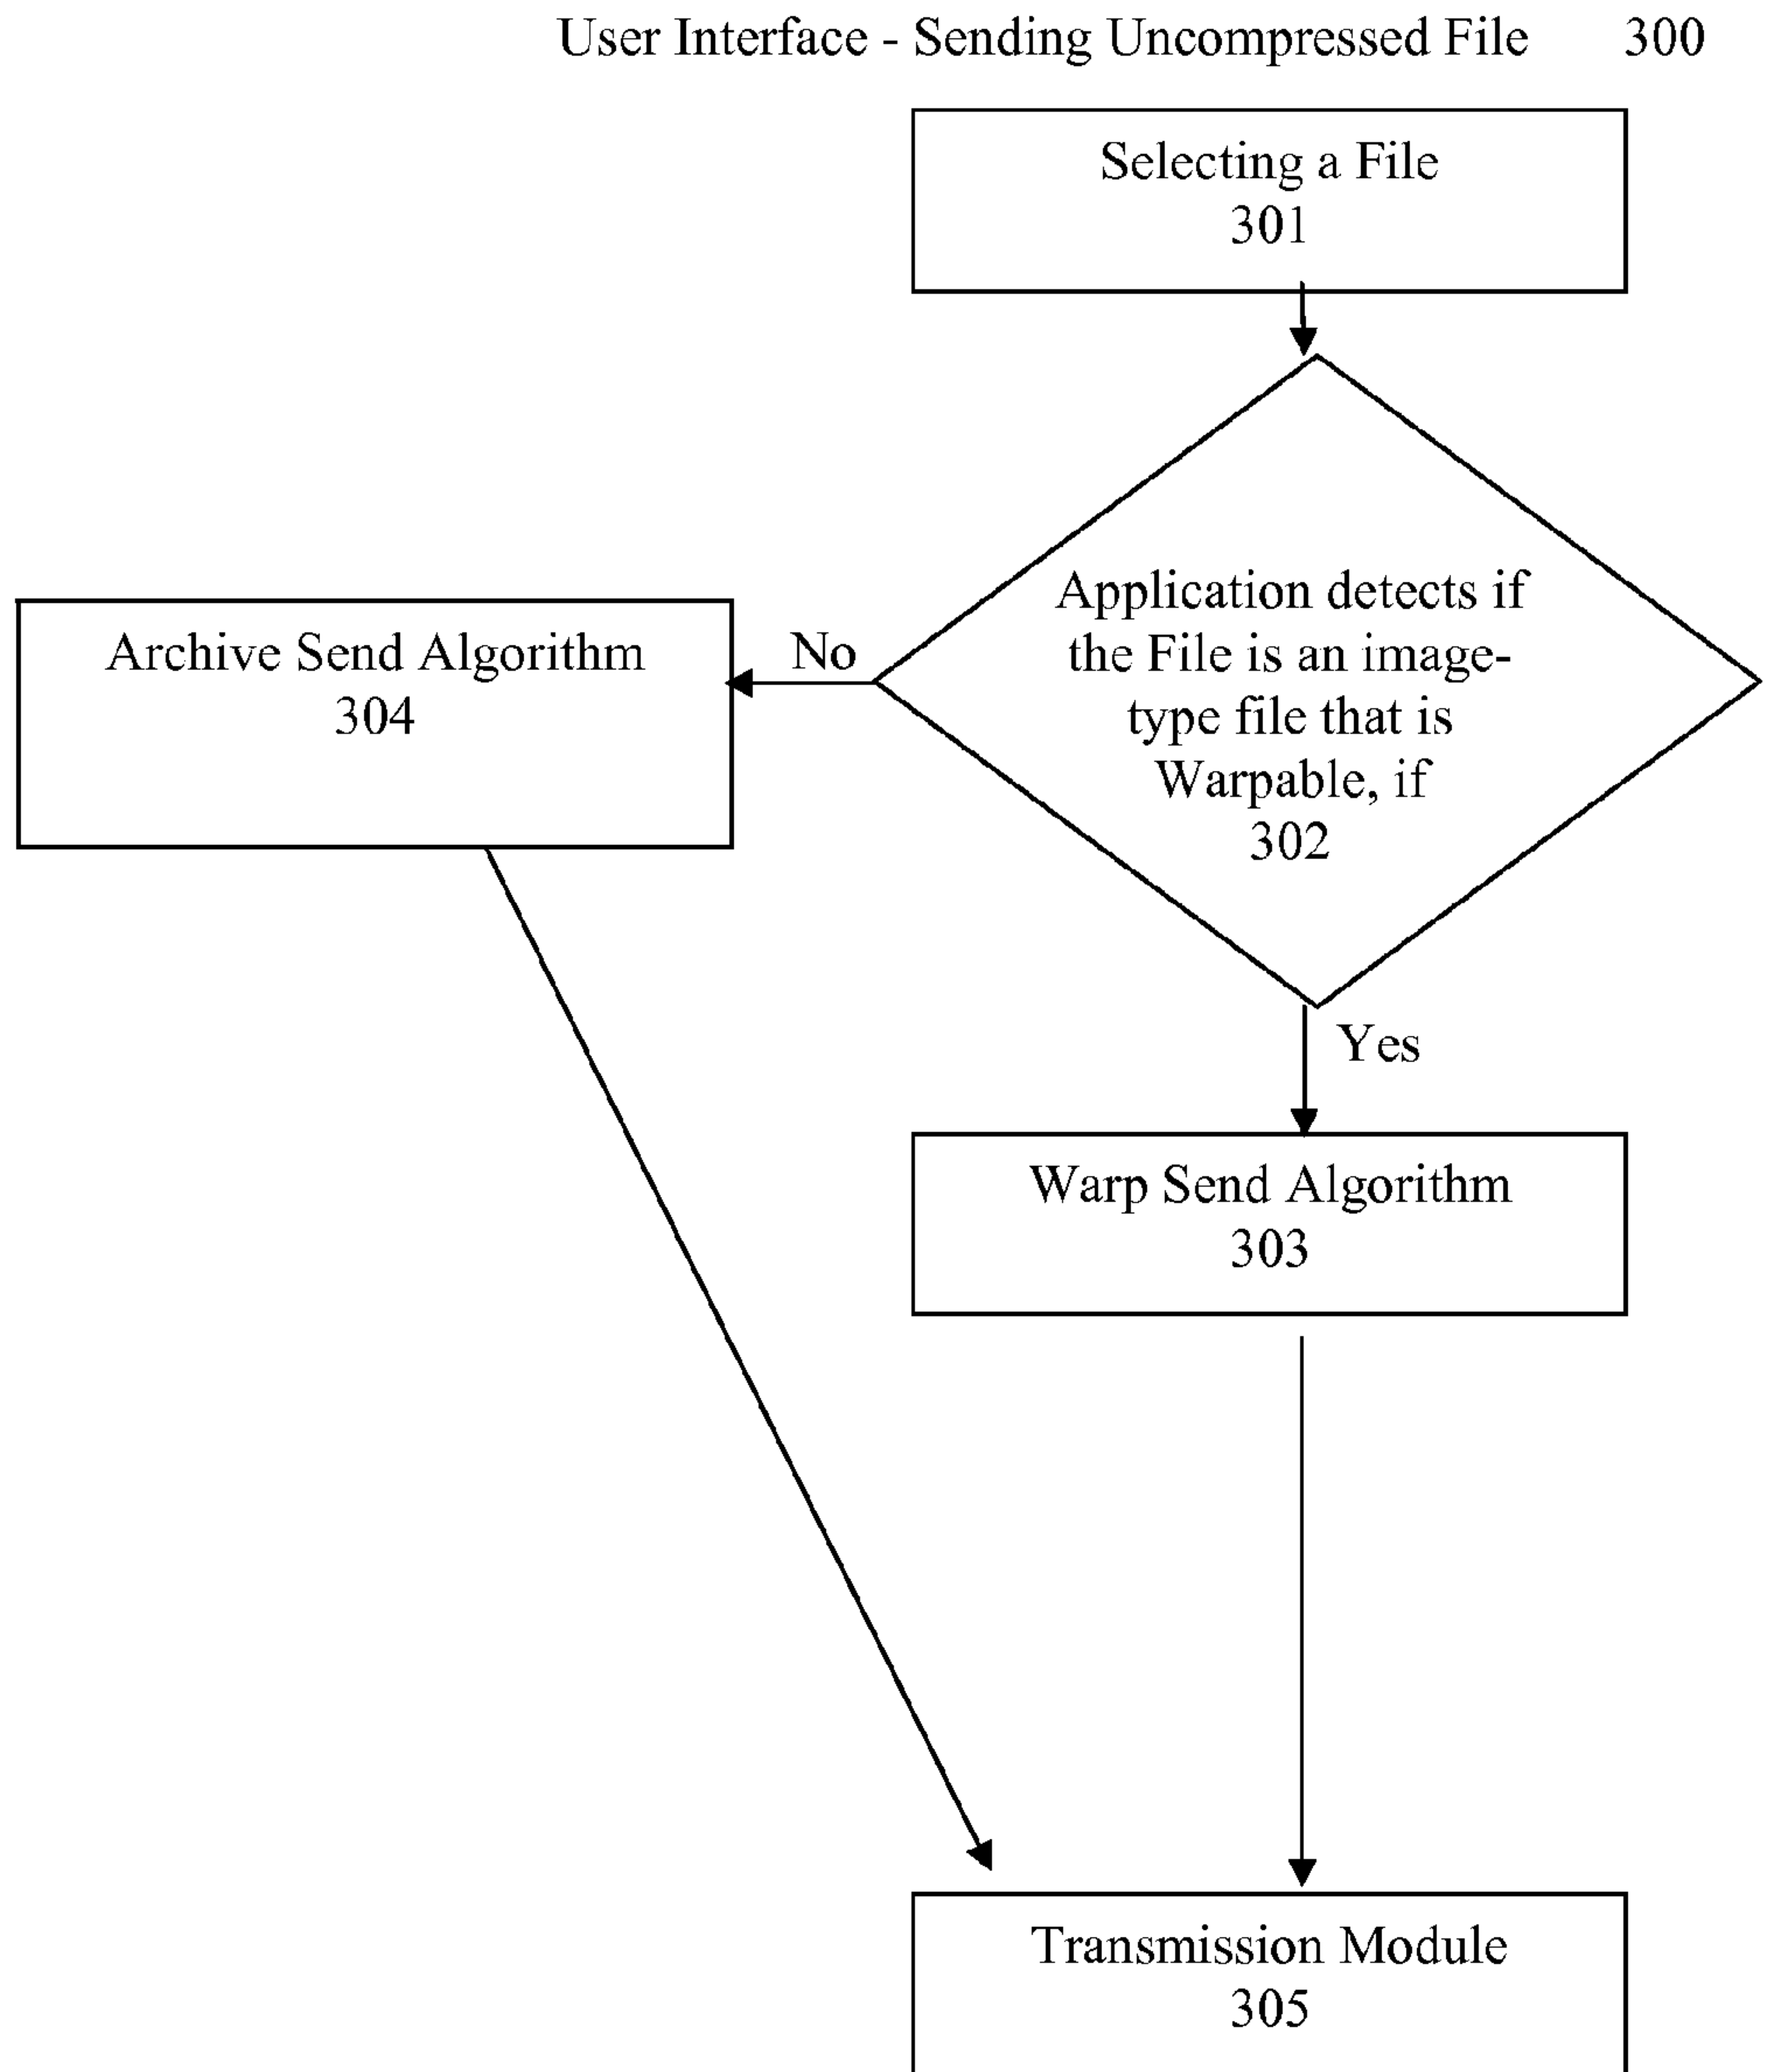 User Interface - Sending Uncompressed File 300
Selecting a File
301
Application detects if
the File is an image-
type file that is
Warpable, if
302
No
Archive Send Algorithm
304
Yes
Warp Send Algorithm
303
Transmission Module
305